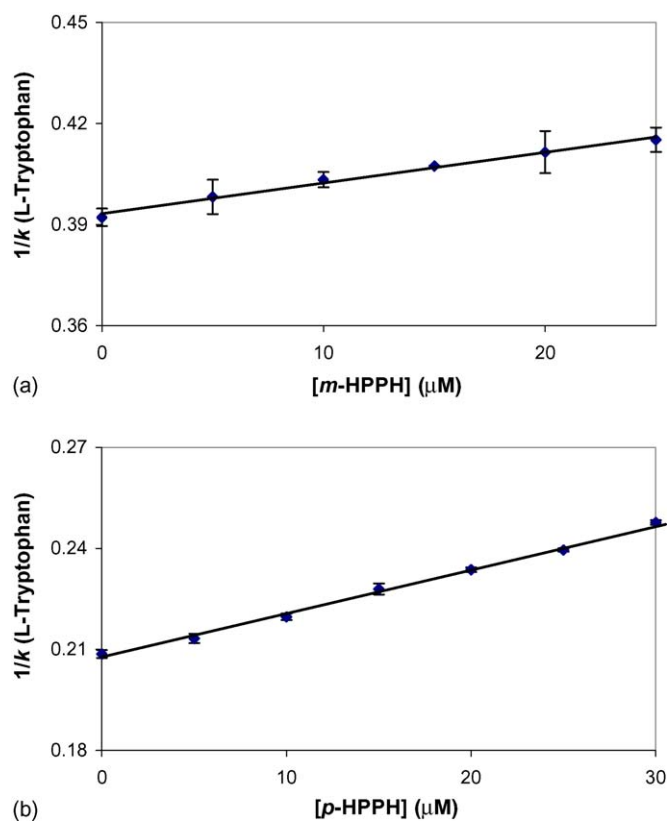 0.45
0.42
0.39
0.36
1/k (L-Tryptophan)
0 10 20
(a) [m-HPPH] (μM)
0.27
0.24
0.21
0.18
1/k (L-Tryptophan)
0 10 20 30
(b) [p-HPPH] (μM)